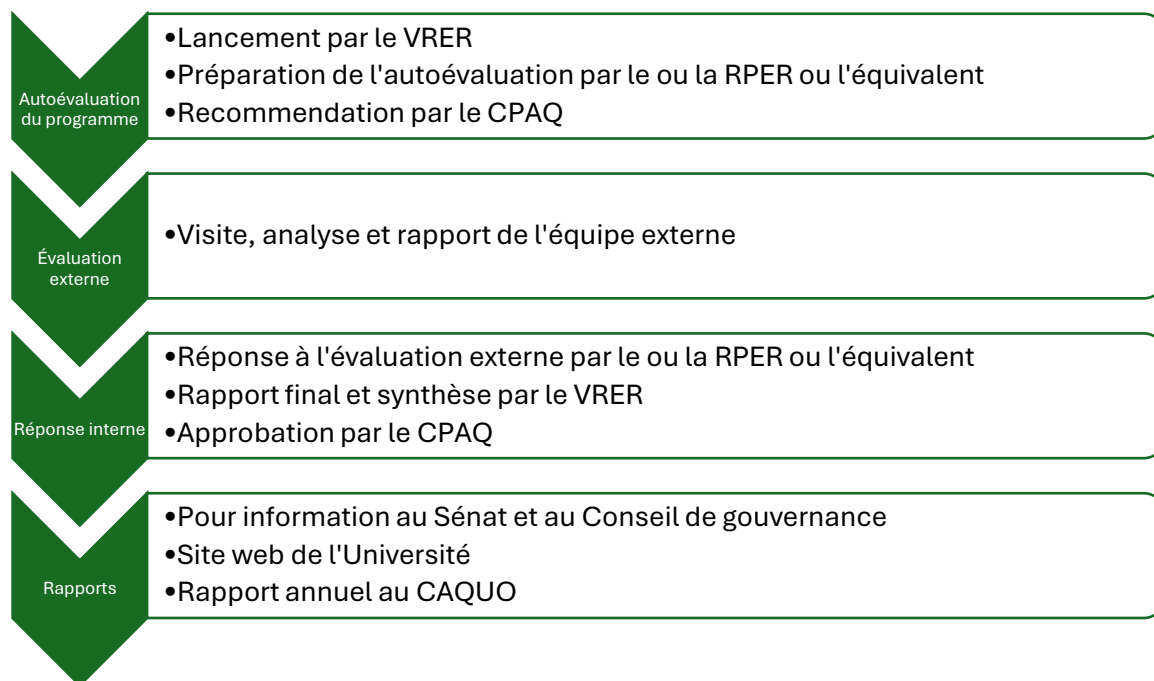 Autoévaluation
du programme
•Lancement par le VRER
•Préparation de l'autoévaluation par le ou la RPER ou l'équivalent
•Recommendation par le CPAQ
Évaluation
externe
•Visite, analyse et rapport de l'équipe externe
Réponse interne
•Réponse à l'évaluation externe par le ou la RPER ou l'équivalent
•Rapport final et synthèse par le VRER
•Approbation par le CPAQ
Rapports
•Pour information au Sénat et au Conseil de gouvernance
•Site web de l'Université
•Rapport annuel au CAQUO